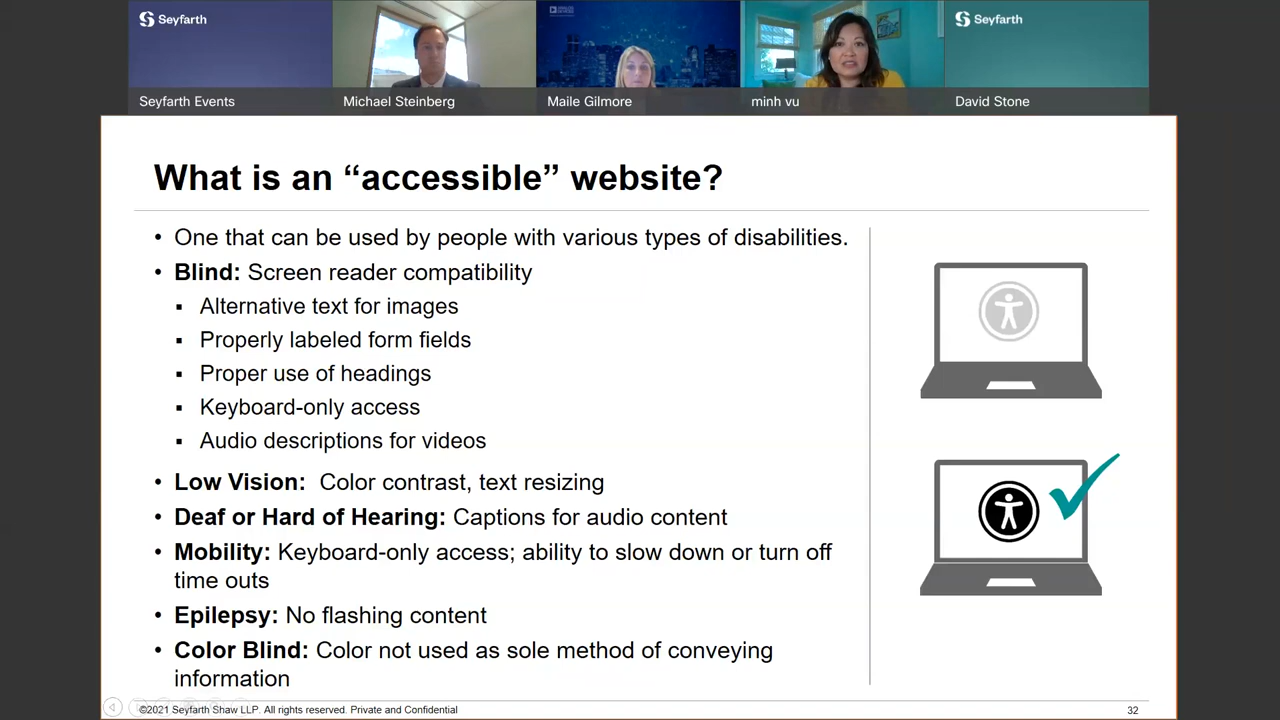 Seyfarth
Seyfarth
Seyfarth Events
Michael Steinberg
Maile Gilmore
minh vu
David Stone
What is an “accessible” website?
• One that can be used by people with various types of disabilities.
• Blind: Screen reader compatibility
▪ Alternative text for images
▪ Properly labeled form fields
▪ Proper use of headings
▪ Keyboard-only access
▪ Audio descriptions for videos
• Low Vision: Color contrast, text resizing
• Deaf or Hard of Hearing: Captions for audio content
• Mobility: Keyboard-only access; ability to slow down or turn off
time outs
• Epilepsy: No flashing content
• Color Blind: Color not used as sole method of conveying
information
©2021 Seyfarth Shaw LLP. All rights reserved. Private and Confidential
32